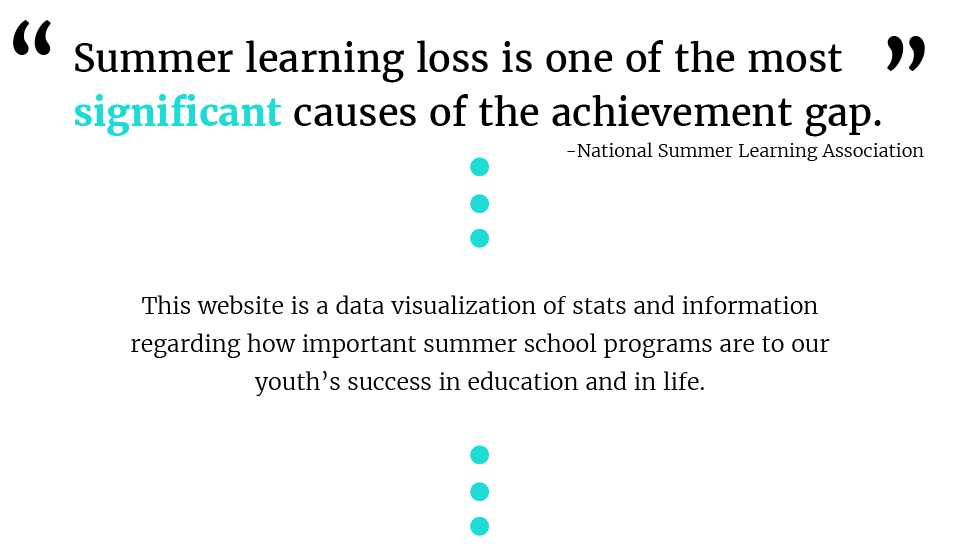 “ Summer learning loss is one of the most ”
significant causes of the achievement gap.
-National Summer Learning Association
This website is a data visualization of stats and information
regarding how important summer school programs are to our
youth’s success in education and in life.